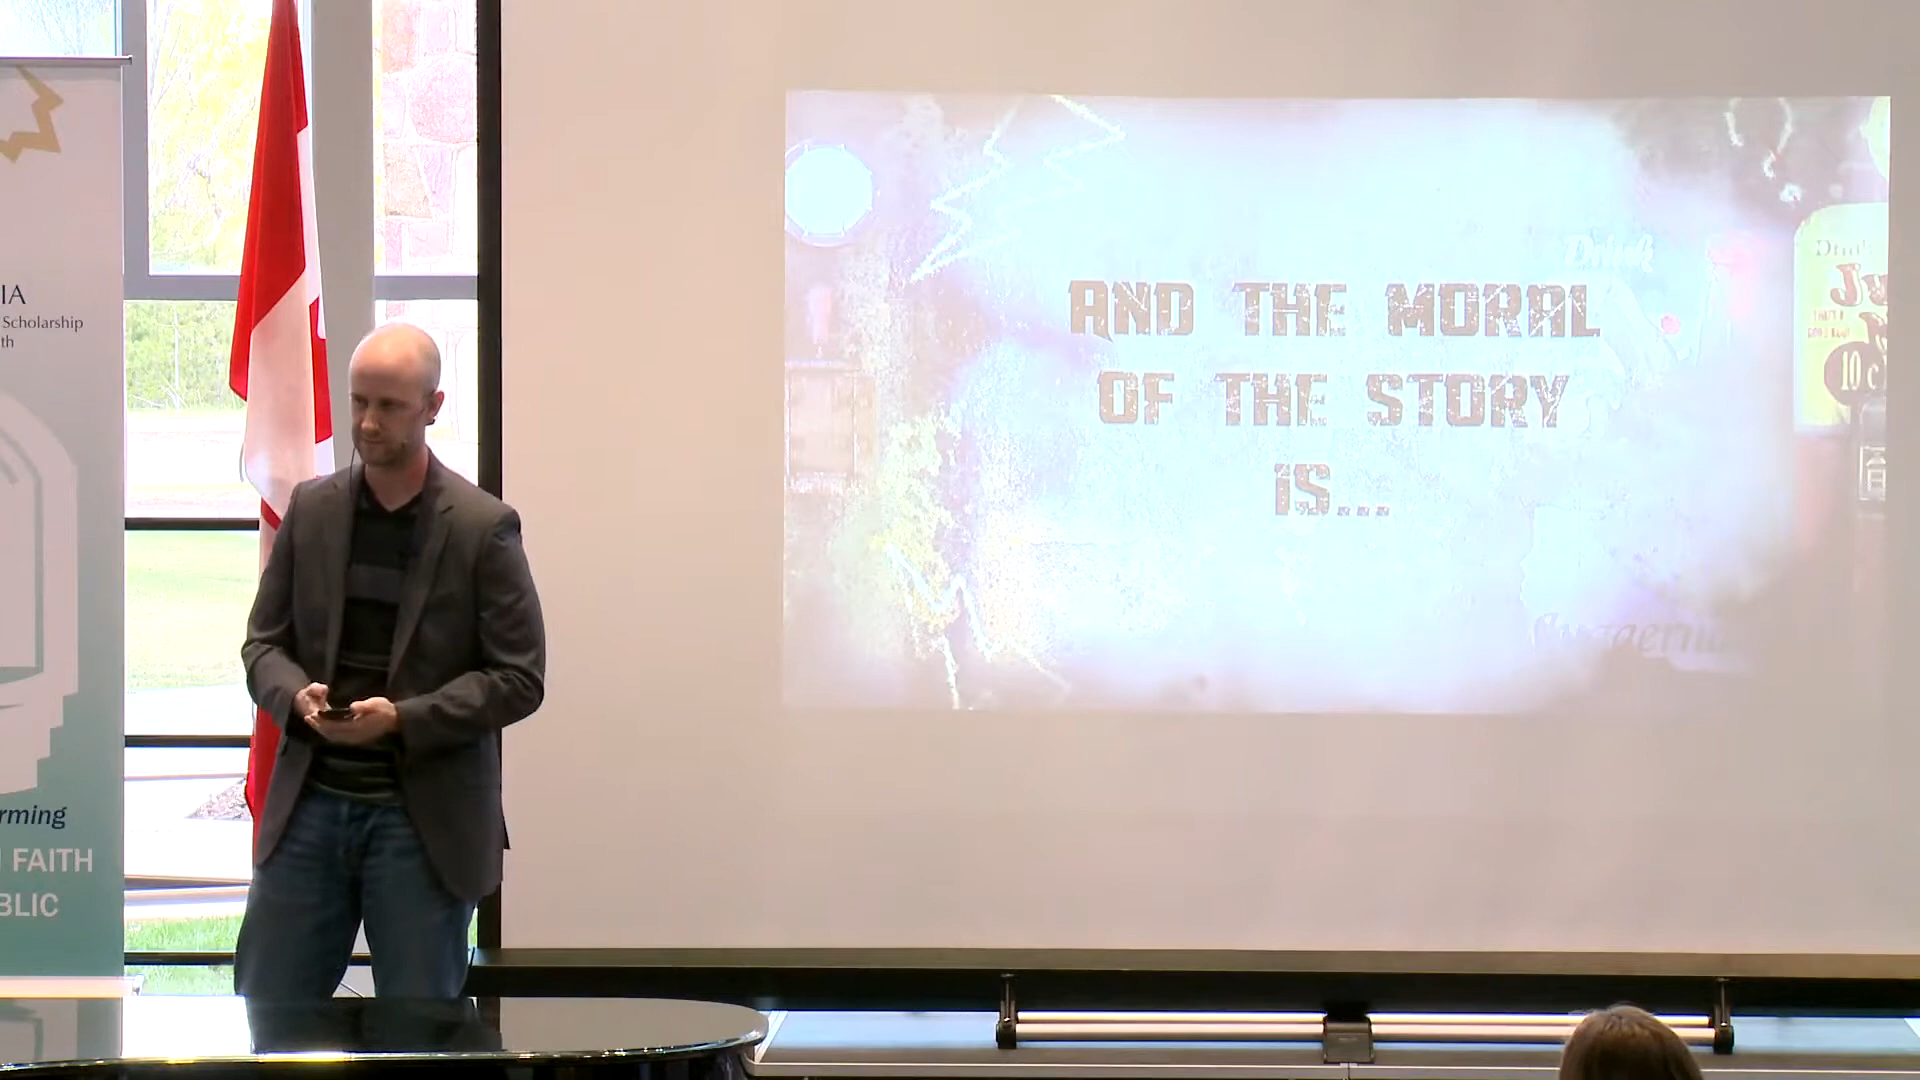 IA
Scholarship
th
rming
FAITH
BLIC
AND THE MORAL
OF THE STORY
IS...
Drink
10 c